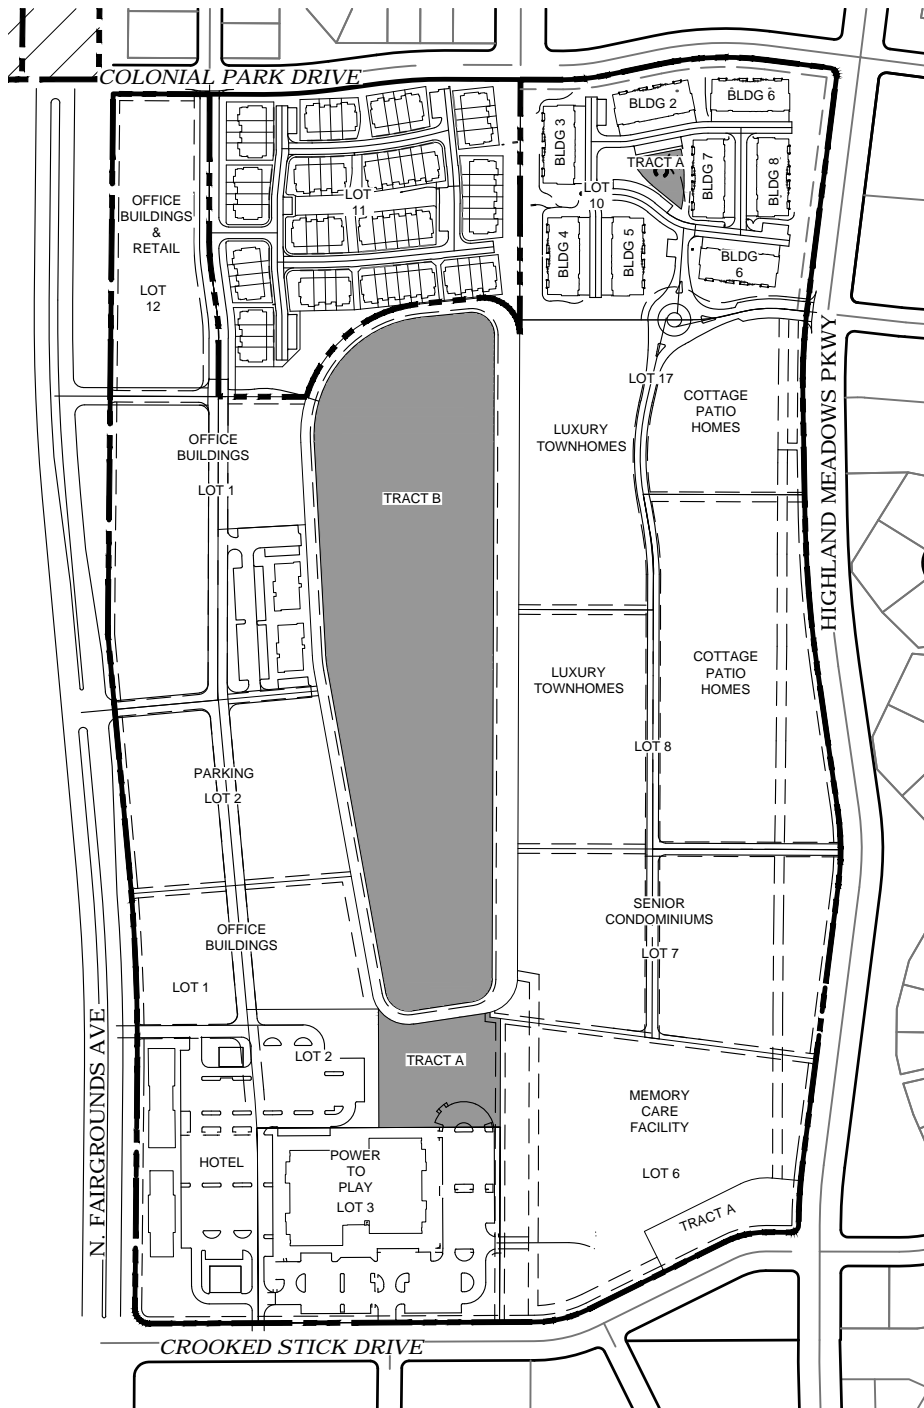 COLONIAL PARK DRIVE
BLDG 2
BLDG 6
BLDG 3
TRACT A
BLDG 7
BLDG 8
LOT
10
LOT
11
OFFICE
BUILDINGS
&
RETAIL
LOT
12
BLDG 4
BLDG 5
BLDG
6
LOT 17
COTTAGE
PATIO
HOMES
HIGHLAND MEADOWS PKWY
LUXURY
TOWNHOMES
OFFICE
BUILDINGS
LOT 1
TRACT B
LUXURY
TOWNHOMES
COTTAGE
PATIO
HOMES
LOT 8
PARKING
LOT 2
SENIOR
CONDOMINIUMS
LOT 7
OFFICE
BUILDINGS
LOT 1
N. FAIRGROUNDS AVE
LOT 2
TRACT A
MEMORY
CARE
FACILITY
LOT 6
HOTEL
POWER
TO
PLAY
LOT 3
TRACT A
CROOKED STICK DRIVE